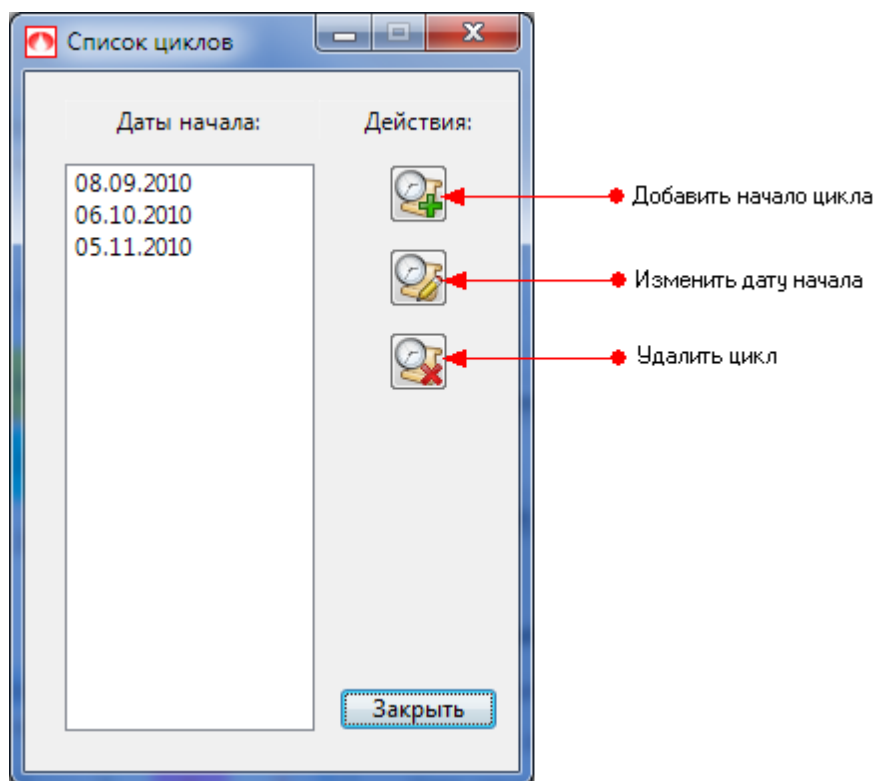 Список циклов
Даты начала:
Действия:
08.09.2010
06.10.2010
05.11.2010
Добавить начало цикла
Изменить дату начала
Удалить цикл
Закрыть